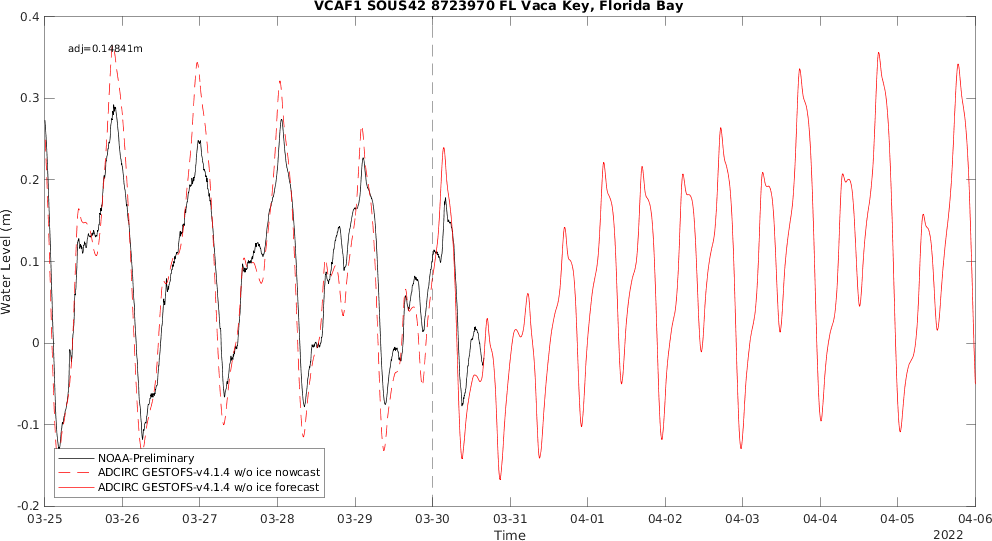 VCAF1 SOUS42 8723970 FL Vaca Key, Florida Bay
adj=0.14841m
0.4
0.3
0.2
0.1
0
-0.1
-0.2
Water Level (m)
NOAA-Preliminary
ADCIRC GESTOFS-v4.1.4 w/o ice nowcast
ADCIRC GESTOFS-v4.1.4 w/o ice forecast
03-25 03-26 03-27 03-28 03-29 03-30 03-31 04-01 04-02 04-03 04-04 04-05 04-06
Time
2022